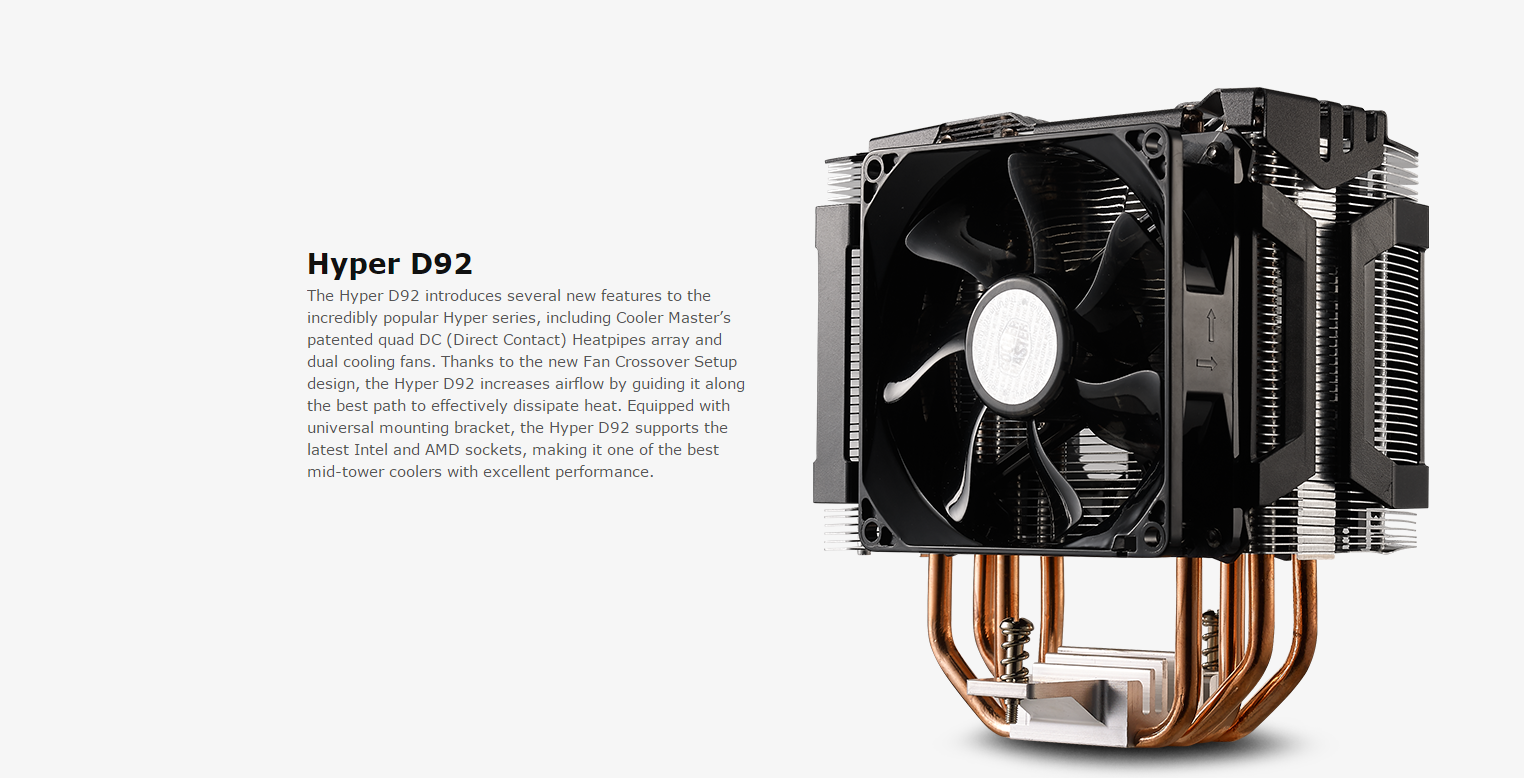 Hyper D92
The Hyper D92 introduces several new features to the
incredibly popular Hyper series, including Cooler Master’s
patented quad DC (Direct Contact) Heatpipes array and
dual cooling fans. Thanks to the new Fan Crossover Setup
design, the Hyper D92 increases airflow by guiding it along
the best path to effectively dissipate heat. Equipped with
universal mounting bracket, the Hyper D92 supports the
latest Intel and AMD sockets, making it one of the best
mid-tower coolers with excellent performance.